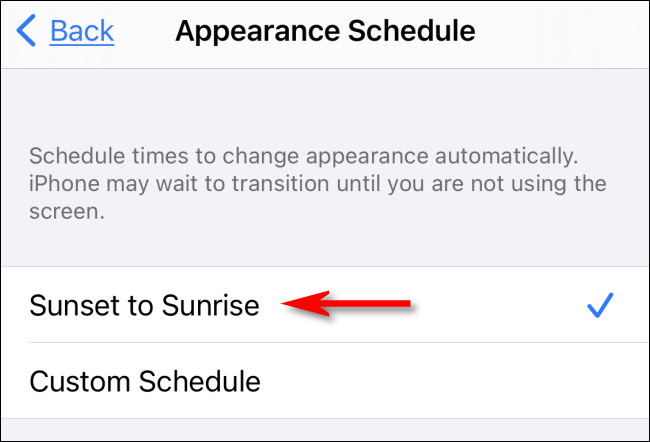 Back Appearance Schedule
Schedule times to change appearance automatically.
iPhone may wait to transition until you are not using the
screen.
Sunset to Sunrise
Custom Schedule